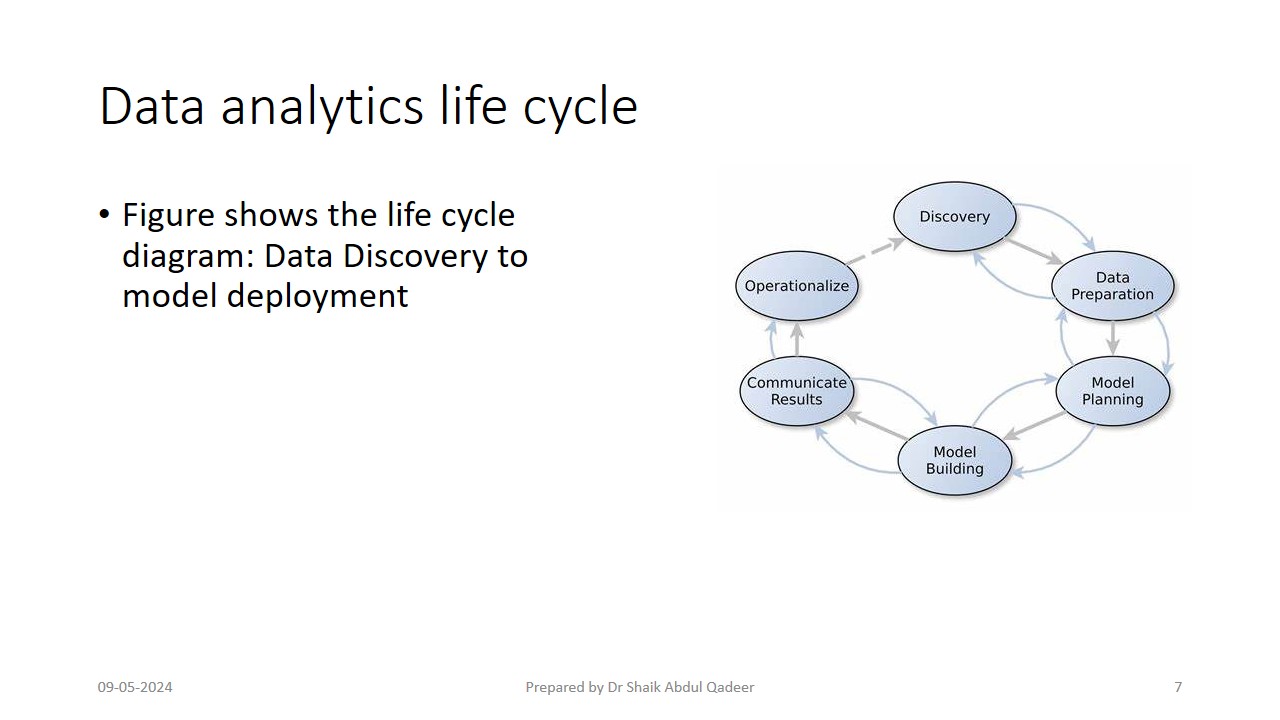 Data analytics life cycle
• Figure shows the life cycle
diagram: Data Discovery to
model deployment
Discovery
Data
Preparation
Operationalize
Model
Planning
Communicate
Results
Model
Building
09-05-2024
Prepared by Dr Shaik Abdul Qadeer
7